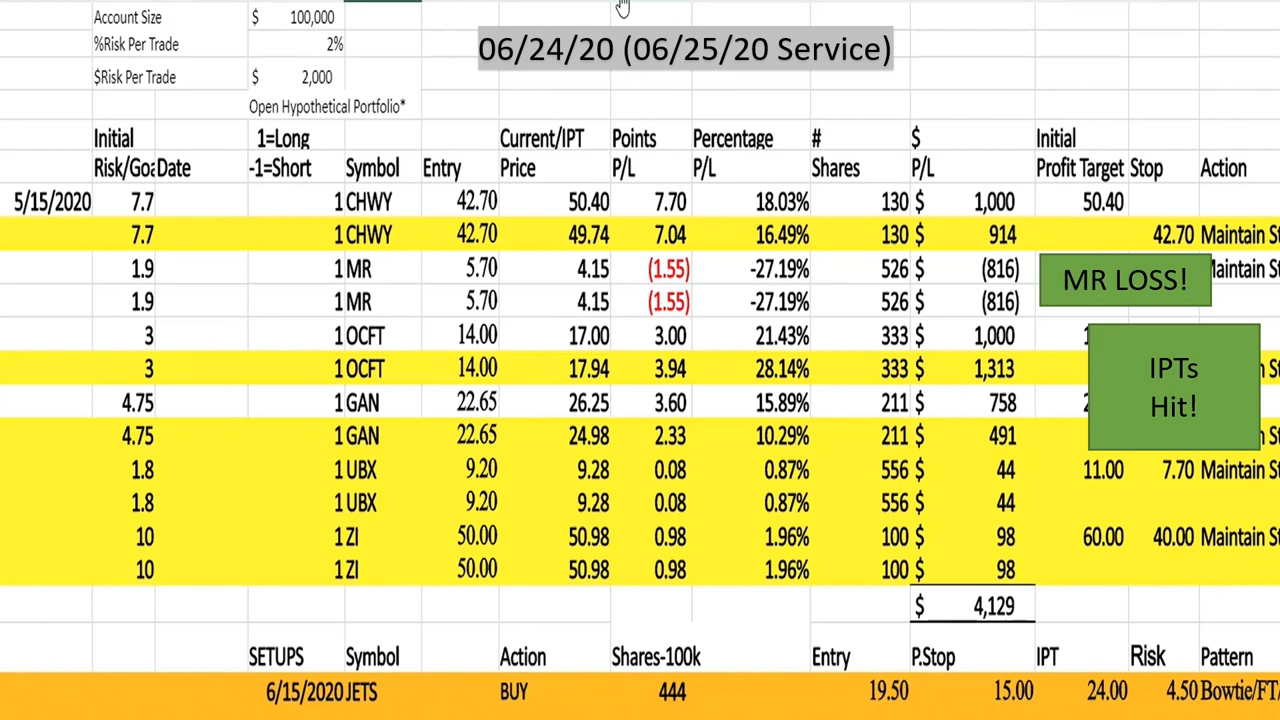 Account Size $ 100,000
%Risk Per Trade 2%
06/24/20 (06/25/20 Service)
$Risk Per Trade $ 2,000
Open Hypothetical Portfolio*
Initial 1=Long Current/IPT Points Percentage # $ Initial
Risk/Goa Date -1=Short Symbol Entry Price P/L P/L Shares P/L Profit Target Stop Action
5/15/2020 7.7 1 CHWY 42.70 50.40 7.70 18.03% 130 $ 1,000 50.40
7.7 1 CHWY 42.70 49.74 7.04 16.49% 130 $ 914 42.70 Maintain St
1.9 1 MR 5.70 4.15 (1.55) -27.19% 526 $ (816) Maintain St
MR LOSS!
1.9 1 MR 5.70 4.15 (1.55) -27.19% 526 $ (816)
3 1 OCFT 14.00 17.00 3.00 21.43% 333 $ 1,000
3 1 OCFT 14.00 17.94 3.94 28.14% 333 $ 1,313
IPTs
Hit!
4.75 1 GAN 22.65 26.25 3.60 15.89% 211 $ 758
4.75 1 GAN 22.65 24.98 2.33 10.29% 211 $ 491
1.8 1 UBX 9.20 9.28 0.08 0.87% 556 $ 44 11.00 7.70 Maintain St
1.8 1 UBX 9.20 9.28 0.08 0.87% 556 $ 44
10 1 ZI 50.00 50.98 0.98 1.96% 100 $ 98 60.00 40.00 Maintain St
10 1 ZI 50.00 50.98 0.98 1.96% 100 $ 98
$ 4,129
SETUPS Symbol Action Shares-100k Entry P.Stop IPT Risk Pattern
6/15/2020 JETS BUY 444 19.50 15.00 24.00 4.50 Bowtie/FT/